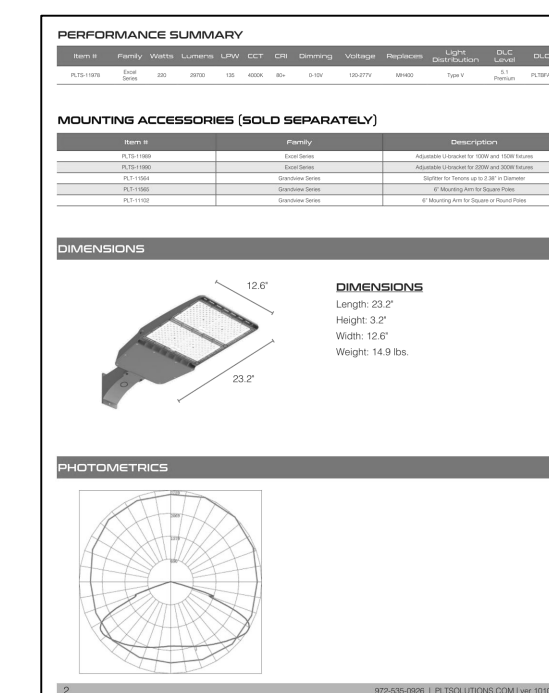 PERFORMANCE SUMMARY
Item # Family Watts Lumens LPW CCT CRI Dimming Voltage Replaces Light Distribution DLC Level DLC
PLTS-11978 Excel Series 220 29700 135 4000K 80+ 0-10V 120-277V MH400 Type V 5.1 Premium
MOUNTING ACCESSORIES (SOLD SEPARATELY)
Item # Family Description
PLTS-11989 Excel Series Adjustable U-bracket for 100W and 150W fixtures
PLTS-11990 Excel Series Adjustable U-bracket for 220W and 300W fixtures
PLT-11564 Grandview Series Slipfitter for Tenons up to 2.38" in Diameter
PLT-11565 Grandview Series 6" Mounting Arm for Square Poles
PLT-11102 Grandview Series 6" Mounting Arm for Square or Round Poles
DIMENSIONS
12.6"
23.2"
DIMENSIONS
Length: 23.2"
Height: 3.2"
Width: 12.6"
Weight: 14.9 lbs.
PHOTOMETRICS
2 972-535-0926 | PLTSOLUTIONS.COM | ver 1010